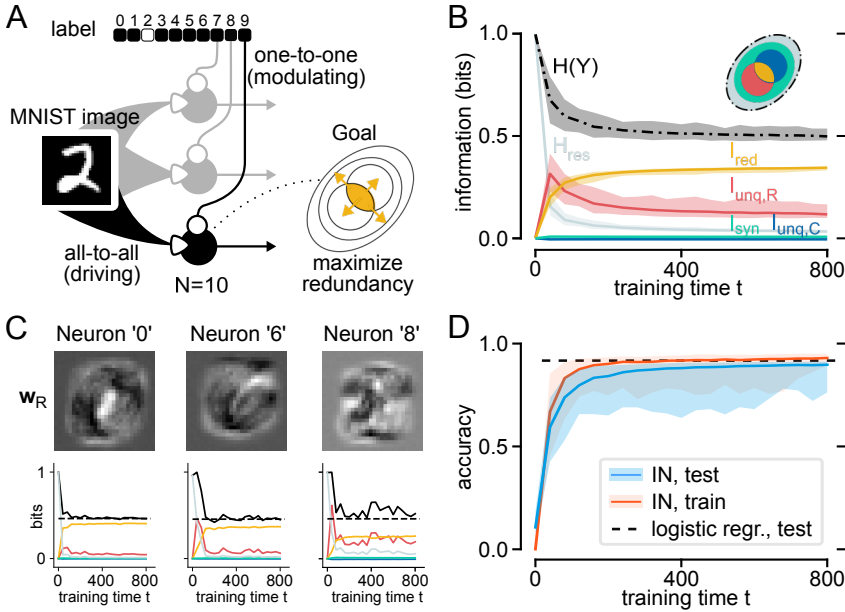 A
label
0 1 2 3 4 5 6 7 8 9
one-to-one
(modulating)
MNIST image
Goal
all-to-all
(driving)
N=10
maximize
redundancy
B
information (bits)
1.0
0.5
0.0
H(Y)
H_res
I_red
I_unq,R
I_syn
I_unq,C
0
400
800
training time t
C
Neuron '0'
Neuron '6'
Neuron '8'
w_R
bits
1
0
0 400 800
training time t
0 400 800
training time t
0 400 800
training time t
D
accuracy
1.0
0.5
0.0
IN, test
IN, train
logistic regr., test
0
400
800
training time t